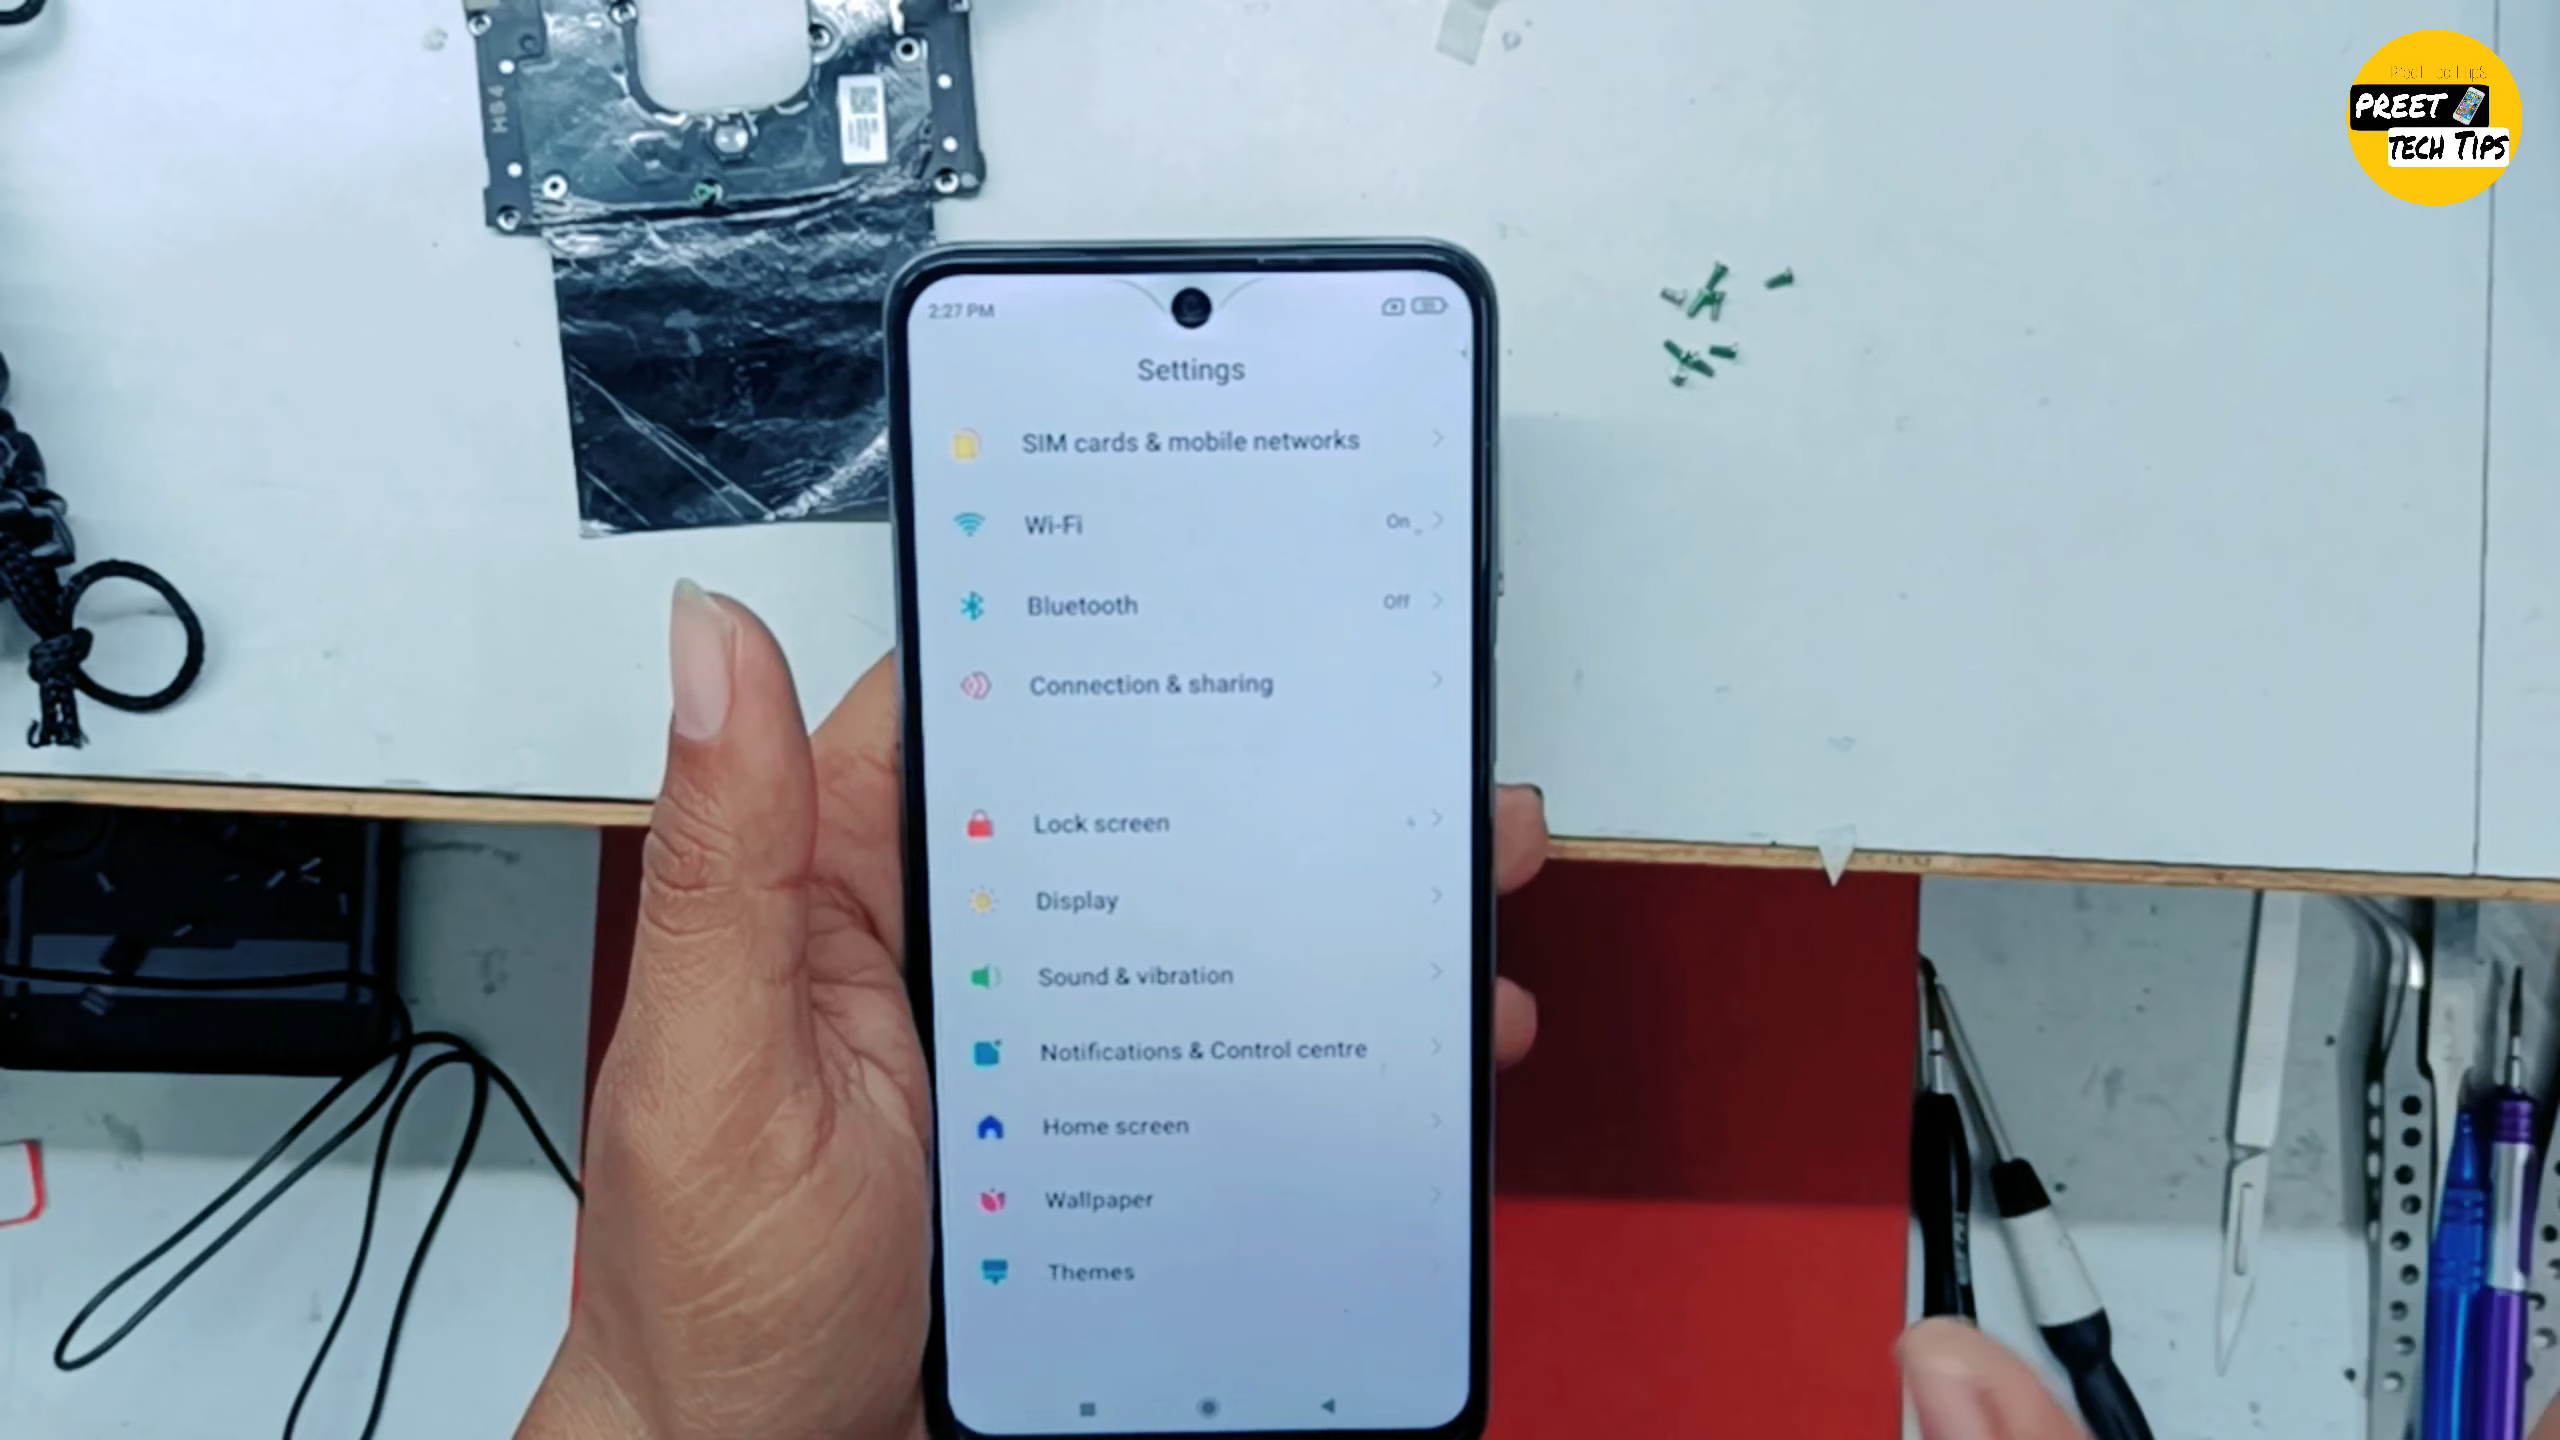 PREET
TECH TIPS
H84
2:27 PM
Settings
SIM cards & mobile networks
Wi-Fi
On
Bluetooth
Off
Connection & sharing
Lock screen
Display
Sound & vibration
Notifications & Control centre
Home screen
Wallpaper
Themes